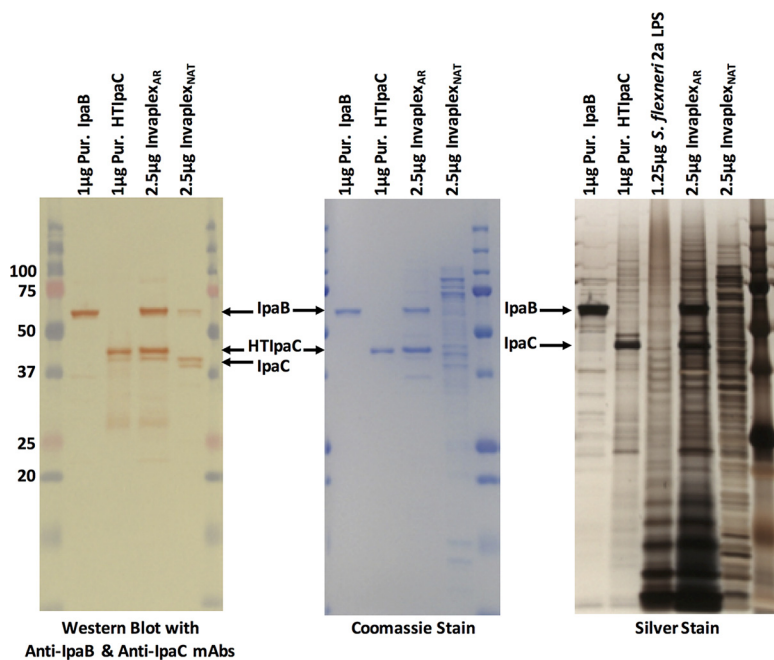 1µg Pur. IpaB
1µg Pur. HTIpaC
2.5µg InvaplexAR
2.5µg InvaplexNAT
1µg Pur. IpaB
1µg Pur. HTIpaC
2.5µg InvaplexAR
2.5µg InvaplexNAT
1µg Pur. IpaB
1µg Pur. HTIpaC
1.25µg S. flexneri 2a LPS
2.5µg InvaplexAR
2.5µg InvaplexNAT
100
75
50
37
25
20
IpaB
HTIpaC
IpaC
IpaB
IpaC
Western Blot with
Anti-IpaB & Anti-IpaC mAbs
Coomassie Stain
Silver Stain